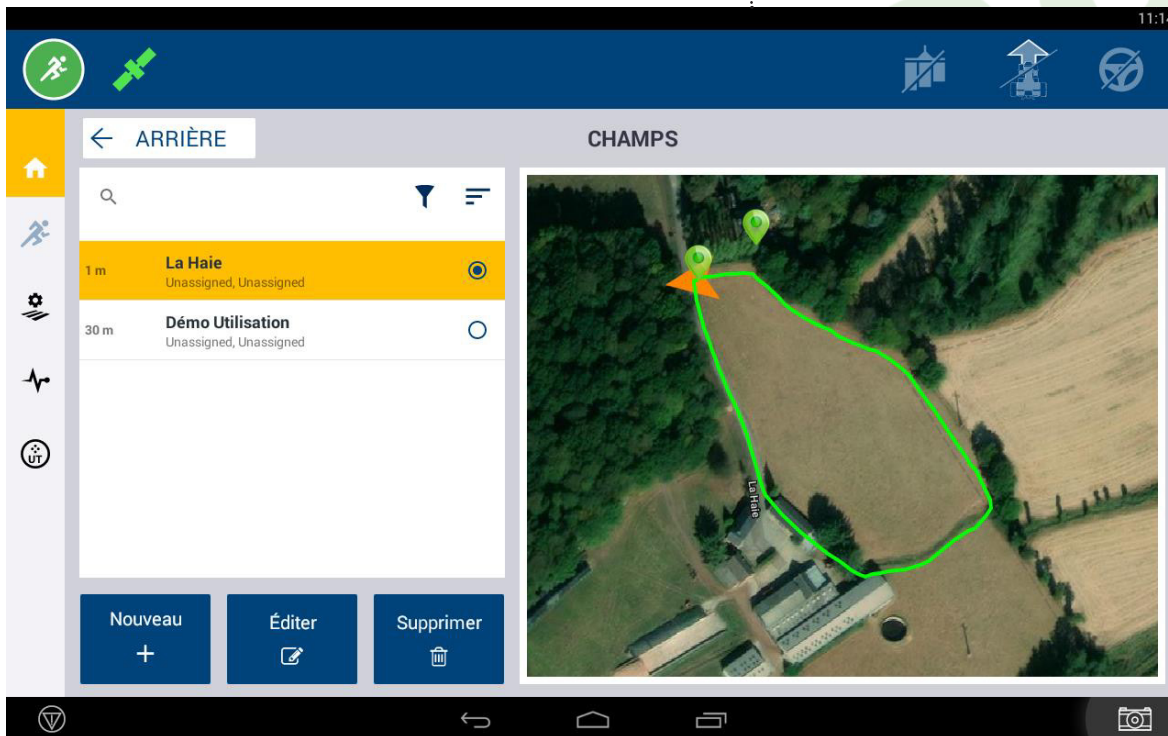 11:14
ARRIÈRE
CHAMPS
1 m
La Haie
Unassigned, Unassigned
30 m
Démo Utilisation
Unassigned, Unassigned
UT
La Haie
Nouveau
Éditer
Supprimer